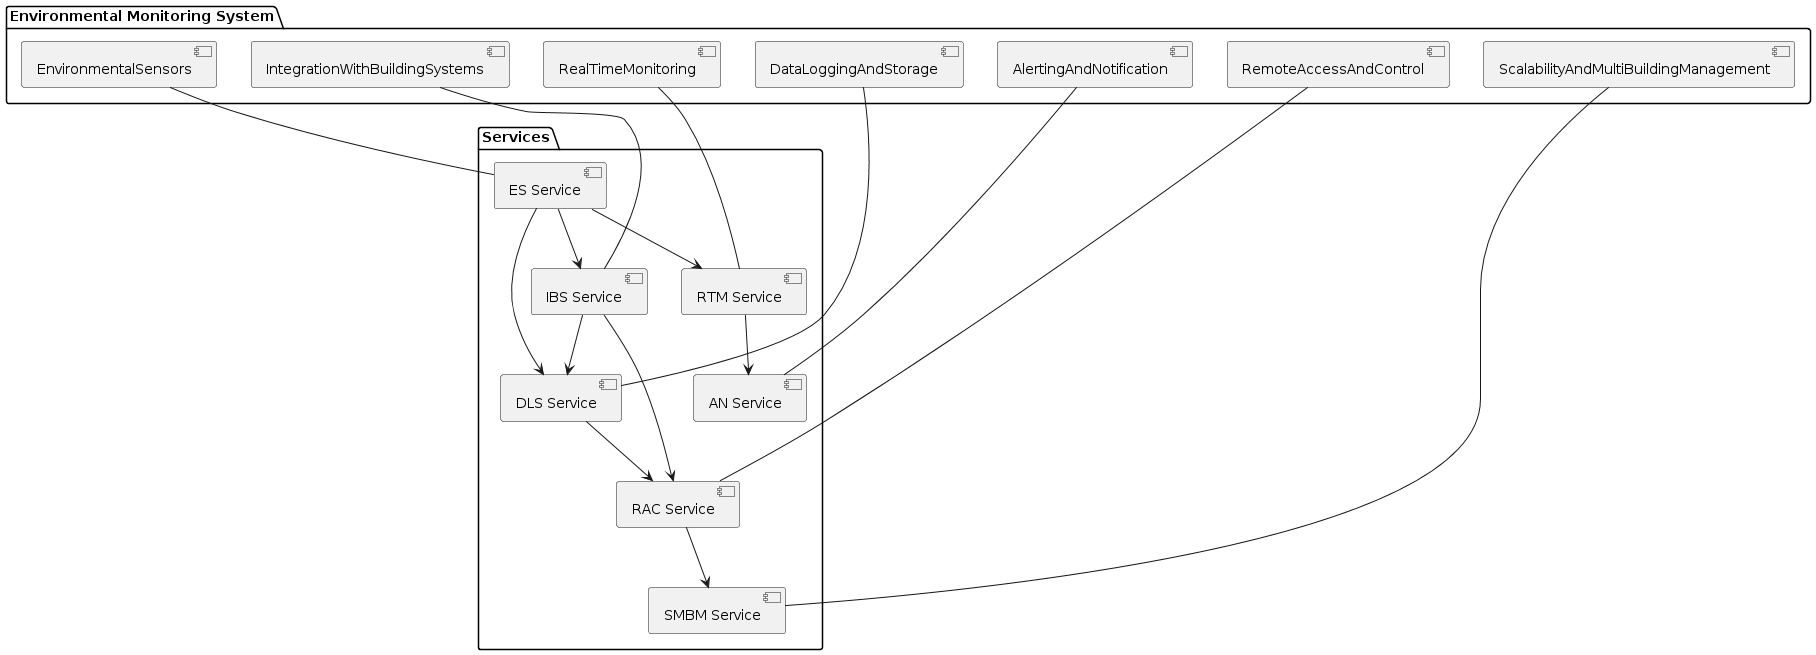 Environmental Monitoring System
EnvironmentalSensors
IntegrationWithBuildingSystems
RealTimeMonitoring
DataLoggingAndStorage
AlertingAndNotification
RemoteAccessAndControl
ScalabilityAndMultiBuildingManagement
Services
ES Service
IBS Service
RTM Service
DLS Service
AN Service
RAC Service
SMBM Service